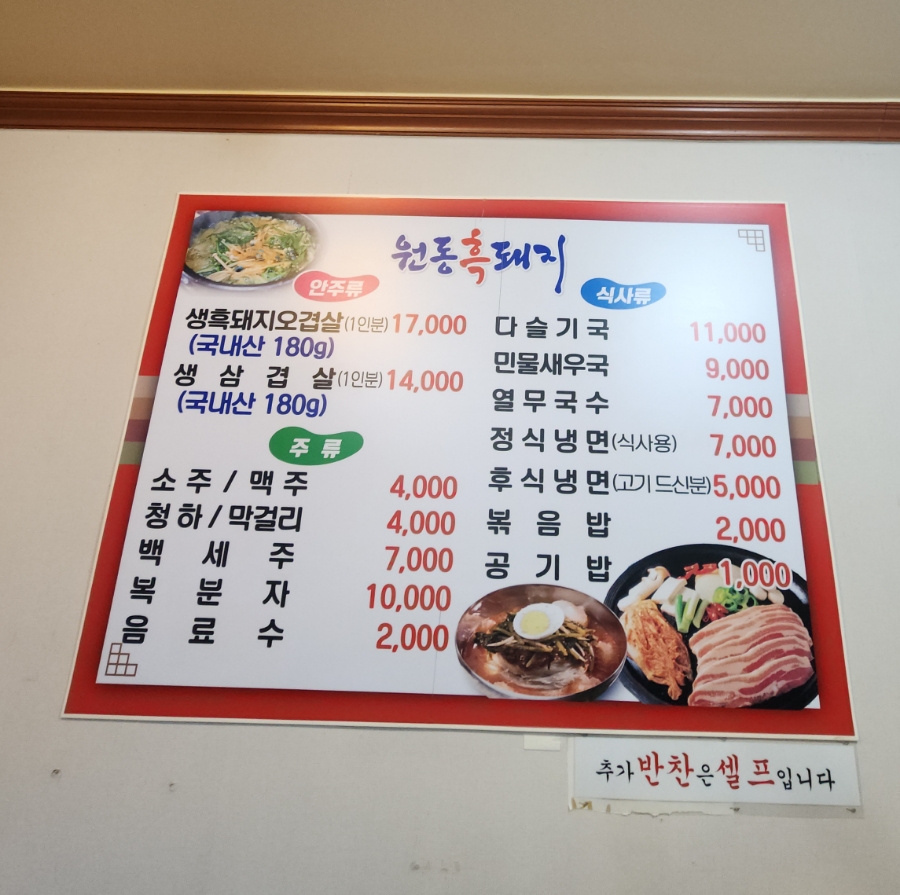 원동흑돼지
안주류
생흑돼지오겹살(1인분) 17,000
(국내산 180g)
생 삼 겹 살(1인분) 14,000
(국내산 180g)
주 류
소 주 / 맥 주 4,000
청 하 / 막걸리 4,000
백 세 주 7,000
복 분 자 10,000
음 료 수 2,000
식사류
다 슬 기 국 11,000
민물새우국 9,000
열 무 국 수 7,000
정 식 냉 면(식사용) 7,000
후 식 냉 면(고기 드신분) 5,000
볶 음 밥 2,000
공 기 밥 1,000
추가 반찬은 셀프입니다